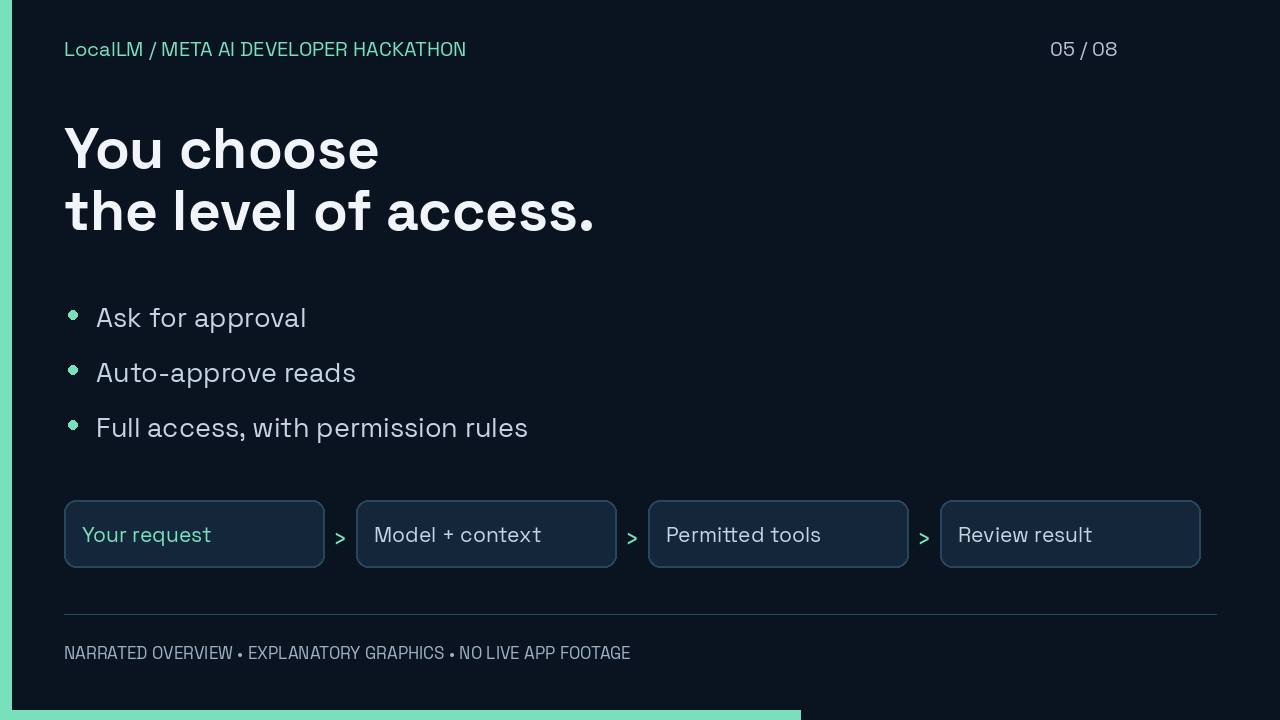 LocalLM / META AI DEVELOPER HACKATHON
05 / 08
You choose
the level of access.
• Ask for approval
• Auto-approve reads
• Full access, with permission rules
Your request > Model + context > Permitted tools > Review result
NARRATED OVERVIEW • EXPLANATORY GRAPHICS • NO LIVE APP FOOTAGE